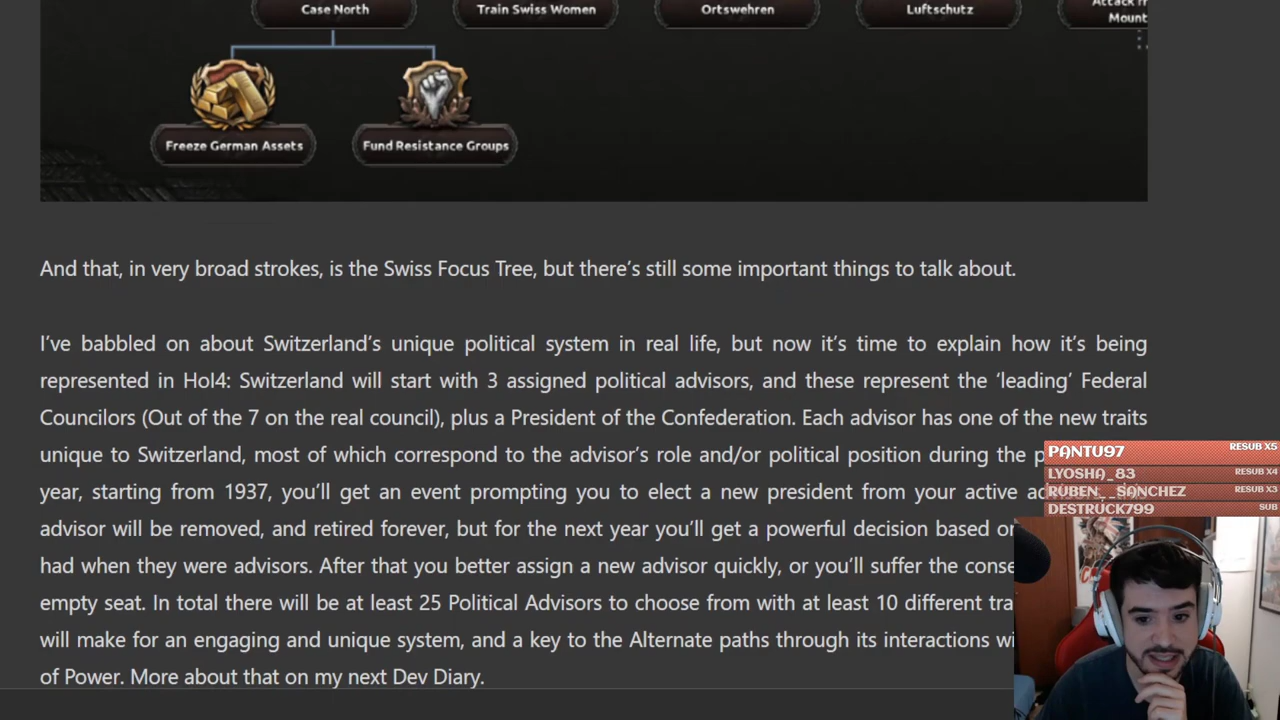 Case North
Train Swiss Women
Ortswehren
Luftschutz
Attack
Mount
Freeze German Assets
Fund Resistance Groups
And that, in very broad strokes, is the Swiss Focus Tree, but there's still some important things to talk about.
I've babbled on about Switzerland's unique political system in real life, but now it's time to explain how it's being
represented in HoI4: Switzerland will start with 3 assigned political advisors, and these represent the 'leading' Federal
Councilors (Out of the 7 on the real council), plus a President of the Confederation. Each advisor has one of the new traits
unique to Switzerland, most of which correspond to the advisor's role and/or political position during the
year, starting from 1937, you'll get an event prompting you to elect a new president from your active
advisor will be removed, and retired forever, but for the next year you'll get a powerful decision based
had when they were advisors. After that you better assign a new advisor quickly, or you'll suffer the
empty seat. In total there will be at least 25 Political Advisors to choose from with at least 10 different
will make for an engaging and unique system, and a key to the Alternate paths through its interactions
of Power. More about that on my next Dev Diary.
PANTU97 RESUB X5
LYOSHA_83 RESUB X4
RUBEN__SANCHEZ RESUB X3
DESTRUCK799 SUB